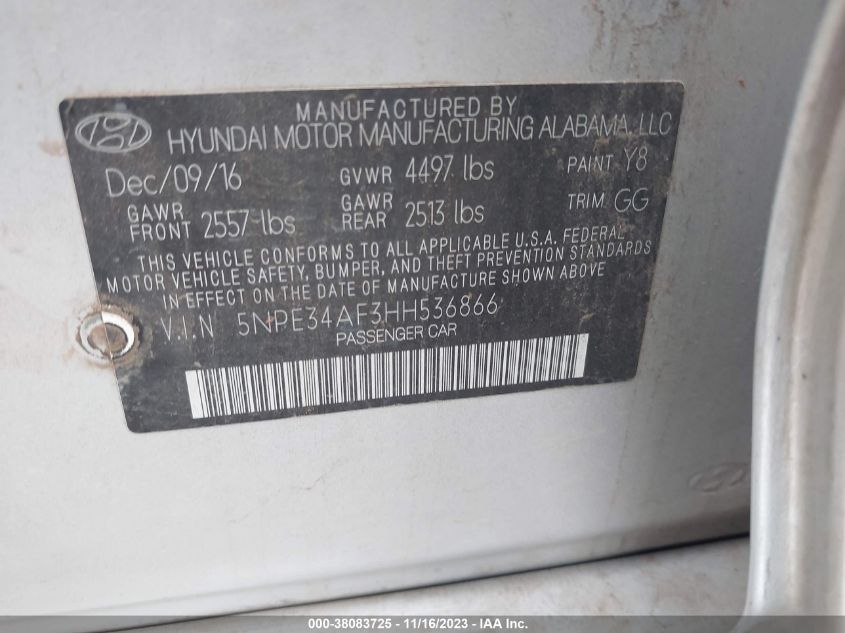 MANUFACTURED BY
HYUNDAI MOTOR MANUFACTURING ALABAMA, LLC
Dec/09/16 GVWR 4497 lbs PAINT Y8
GAWR FRONT 2557 lbs GAWR REAR 2513 lbs TRIM GG
THIS VEHICLE CONFORMS TO ALL APPLICABLE U.S.A. FEDERAL
MOTOR VEHICLE SAFETY, BUMPER, AND THEFT PREVENTION STANDARDS
IN EFFECT ON THE DATE OF MANUFACTURE SHOWN ABOVE
V.I.N 5NPE34AF3HH536866
PASSENGER CAR
000-38083725 - 11/16/2023 - © IAA Inc.